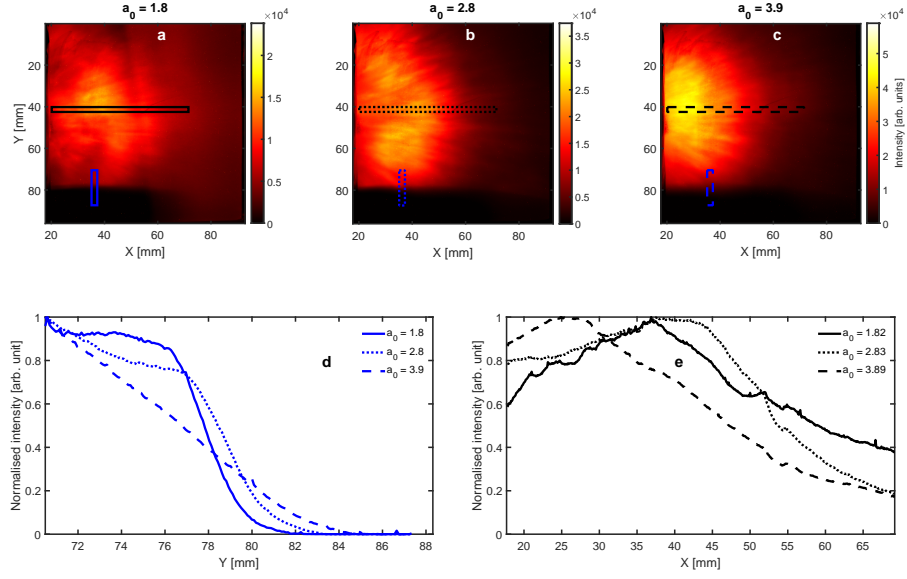 a0 = 1.8
a0 = 2.8
a0 = 3.9
×10^4
×10^4
×10^4
a
b
c
Y [mm]
20
40
60
80
20 40 60 80
X [mm]
0
0.5
1
1.5
2
20
40
60
80
20 40 60 80
X [mm]
0
0.5
1
1.5
2
2.5
3
3.5
20
40
60
80
20 40 60 80
X [mm]
Intensity [arb. units]
0
1
2
3
4
5
Normalised intensity [arb. unit]
1
0.8
0.6
0.4
0.2
0
72 74 76 78 80 82 84 86 88
Y [mm]
a0 = 1.8
a0 = 2.8
a0 = 3.9
d
Normalised intensity [arb. unit]
1
0.8
0.6
0.4
0.2
0
20 25 30 35 40 45 50 55 60 65
X [mm]
a0 = 1.82
a0 = 2.83
a0 = 3.89
e